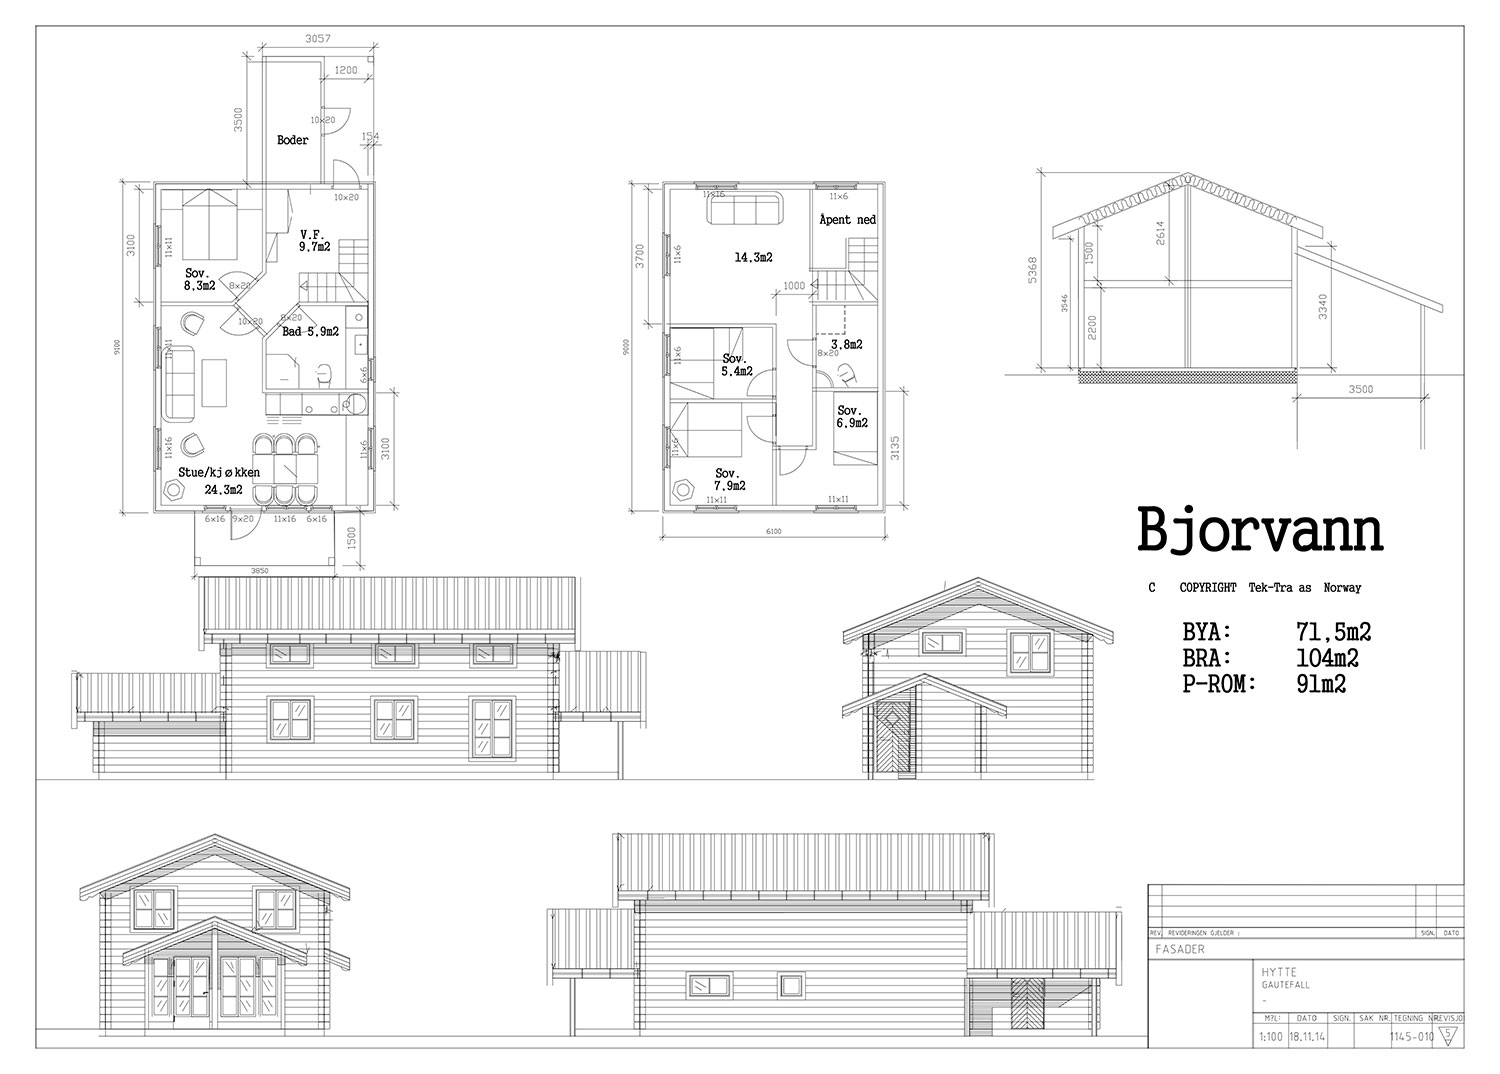 3057
1200
3500
10x20
154
Boder
10x20
3100
11x11
V.F.
9,7m2
Sov.
8,3m2
8x20
10x20
8x20
Bad 5,9m2
9100
11x11
6x6
11x16
11x6
3100
Stue/kjøkken
24,3m2
6x16
9x20
11x16
6x16
1500
3850
11x16
11x6
Åpent ned
3700
11x6
14,3m2
1000
9000
11x6
Sov.
5,4m2
3,8m2
8x20
Sov.
6,9m2
11x6
Sov.
7,9m2
3135
11x11
11x11
6100
5368
3546
1500
2614
2200
3340
3500
Bjorvann
C COPYRIGHT Tek-Tra as Norway
BYA: 71,5m2
BRA: 104m2
P-ROM: 91m2
REV. REVIDERINGEN GJELDER : SIGN. DATO
FASADER
HYTTE
GAUTEFALL
-
M?L: DATO SIGN. SAK NR. TEGNING NR. REVISJO
1:100 18.11.14 1145-010 5